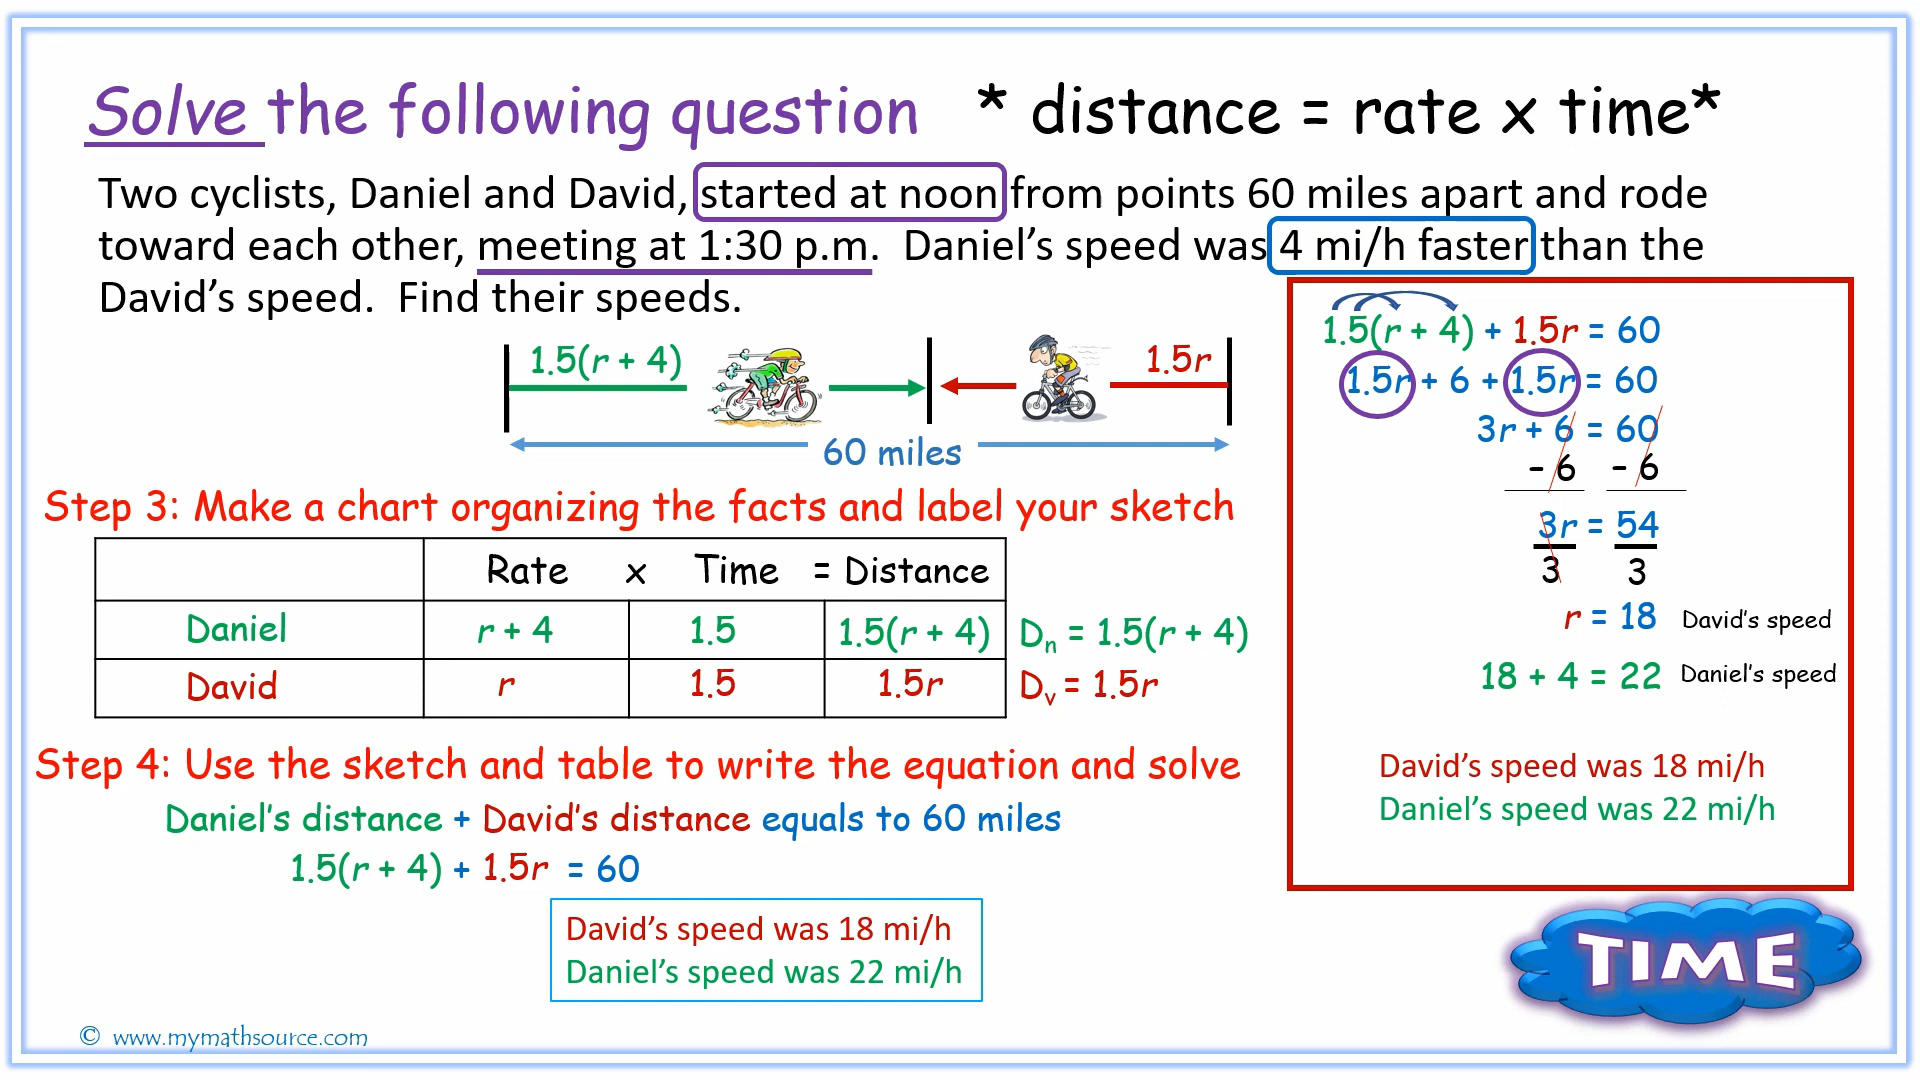 Solve the following question * distance = rate x time*
Two cyclists, Daniel and David, started at noon from points 60 miles apart and rode
toward each other, meeting at 1:30 p.m. Daniel’s speed was 4 mi/h faster than the
David’s speed. Find their speeds.
1.5(r + 4)
1.5r
60 miles
Step 3: Make a chart organizing the facts and label your sketch
Rate x Time = Distance
Daniel r + 4 1.5 1.5(r + 4) Dn = 1.5(r + 4)
David r 1.5 1.5r Dv = 1.5r
Step 4: Use the sketch and table to write the equation and solve
Daniel’s distance + David’s distance equals to 60 miles
1.5(r + 4) + 1.5r = 60
David’s speed was 18 mi/h
Daniel’s speed was 22 mi/h
1.5(r + 4) + 1.5r = 60
1.5r + 6 + 1.5r = 60
3r + 6 = 60
- 6 - 6
3r = 54
3 3
r = 18 David’s speed
18 + 4 = 22 Daniel’s speed
David’s speed was 18 mi/h
Daniel’s speed was 22 mi/h
TIME
© www.mymathsource.com